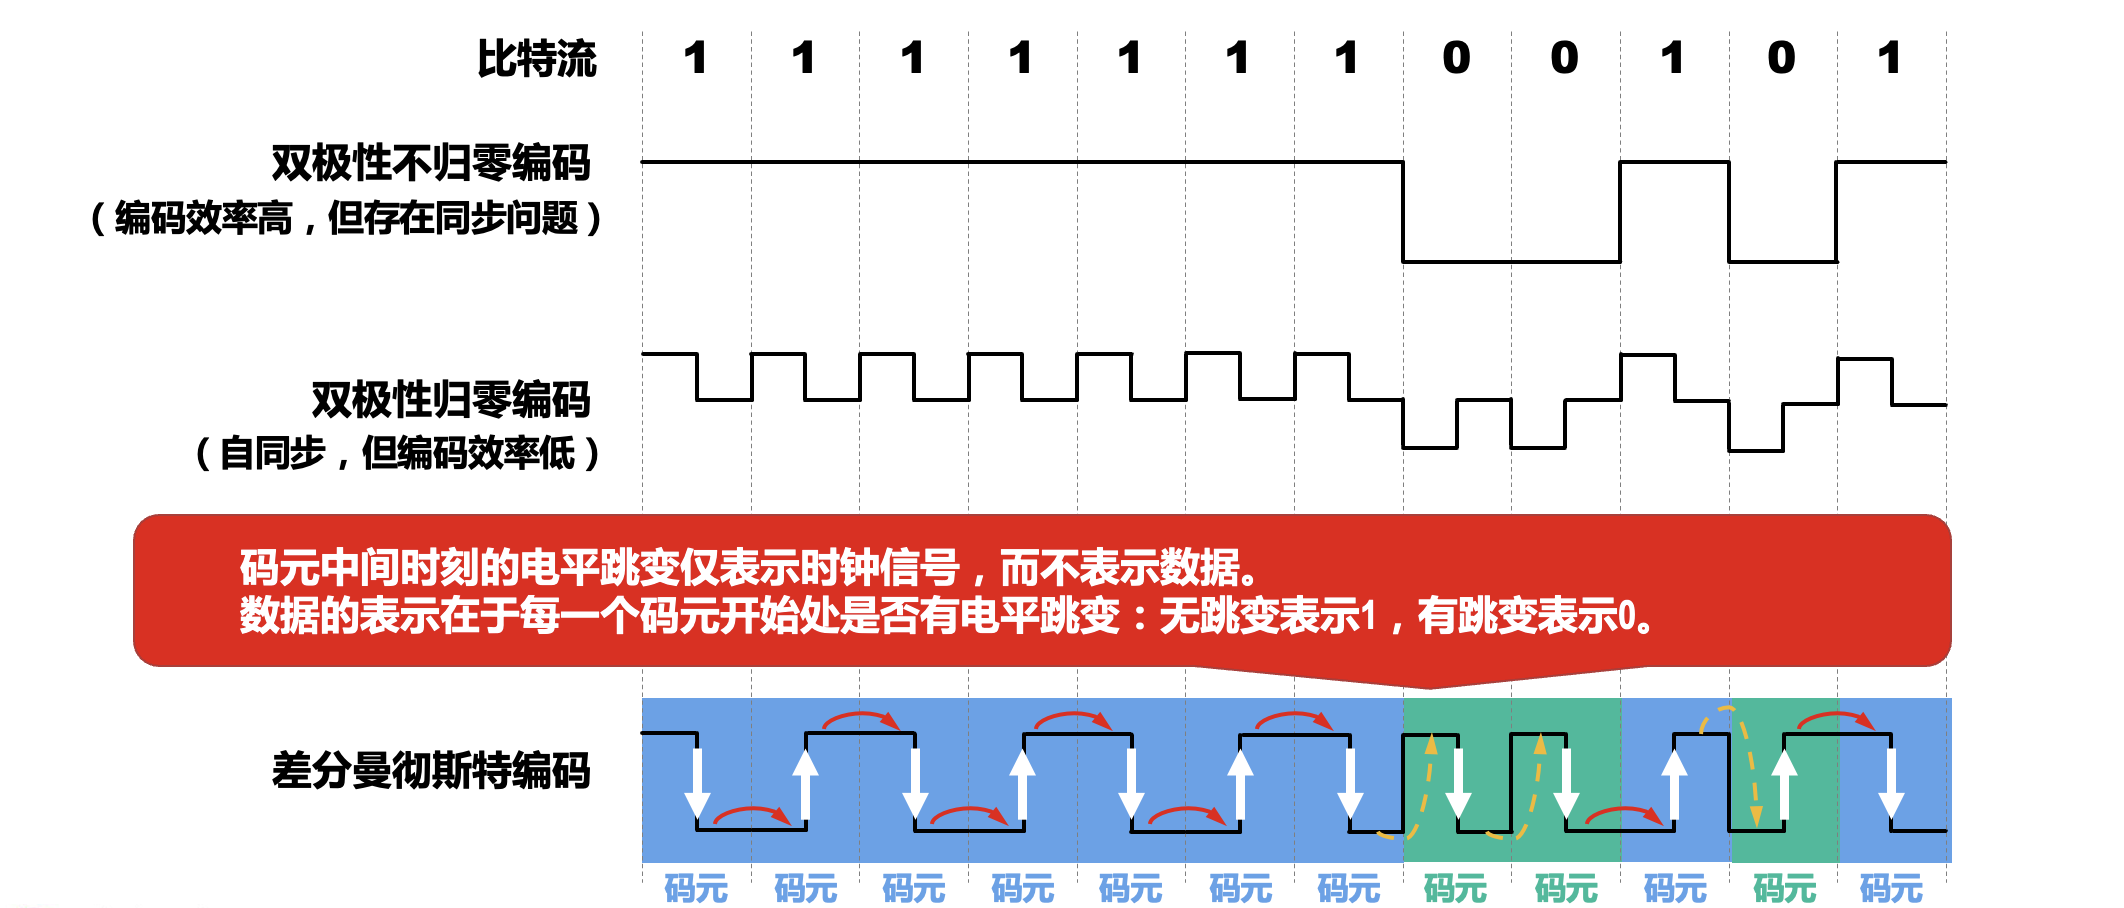 比特流 1 1 1 1 1 1 1 0 0 1 0 1
双极性不归零编码
（编码效率高，但存在同步问题）
双极性归零编码
（自同步，但编码效率低）
码元中间时刻的电平跳变仅表示时钟信号，而不表示数据。
数据的表示在于每一个码元开始处是否有电平跳变：无跳变表示1，有跳变表示0。
差分曼彻斯特编码
码元 码元 码元 码元 码元 码元 码元 码元 码元 码元 码元 码元